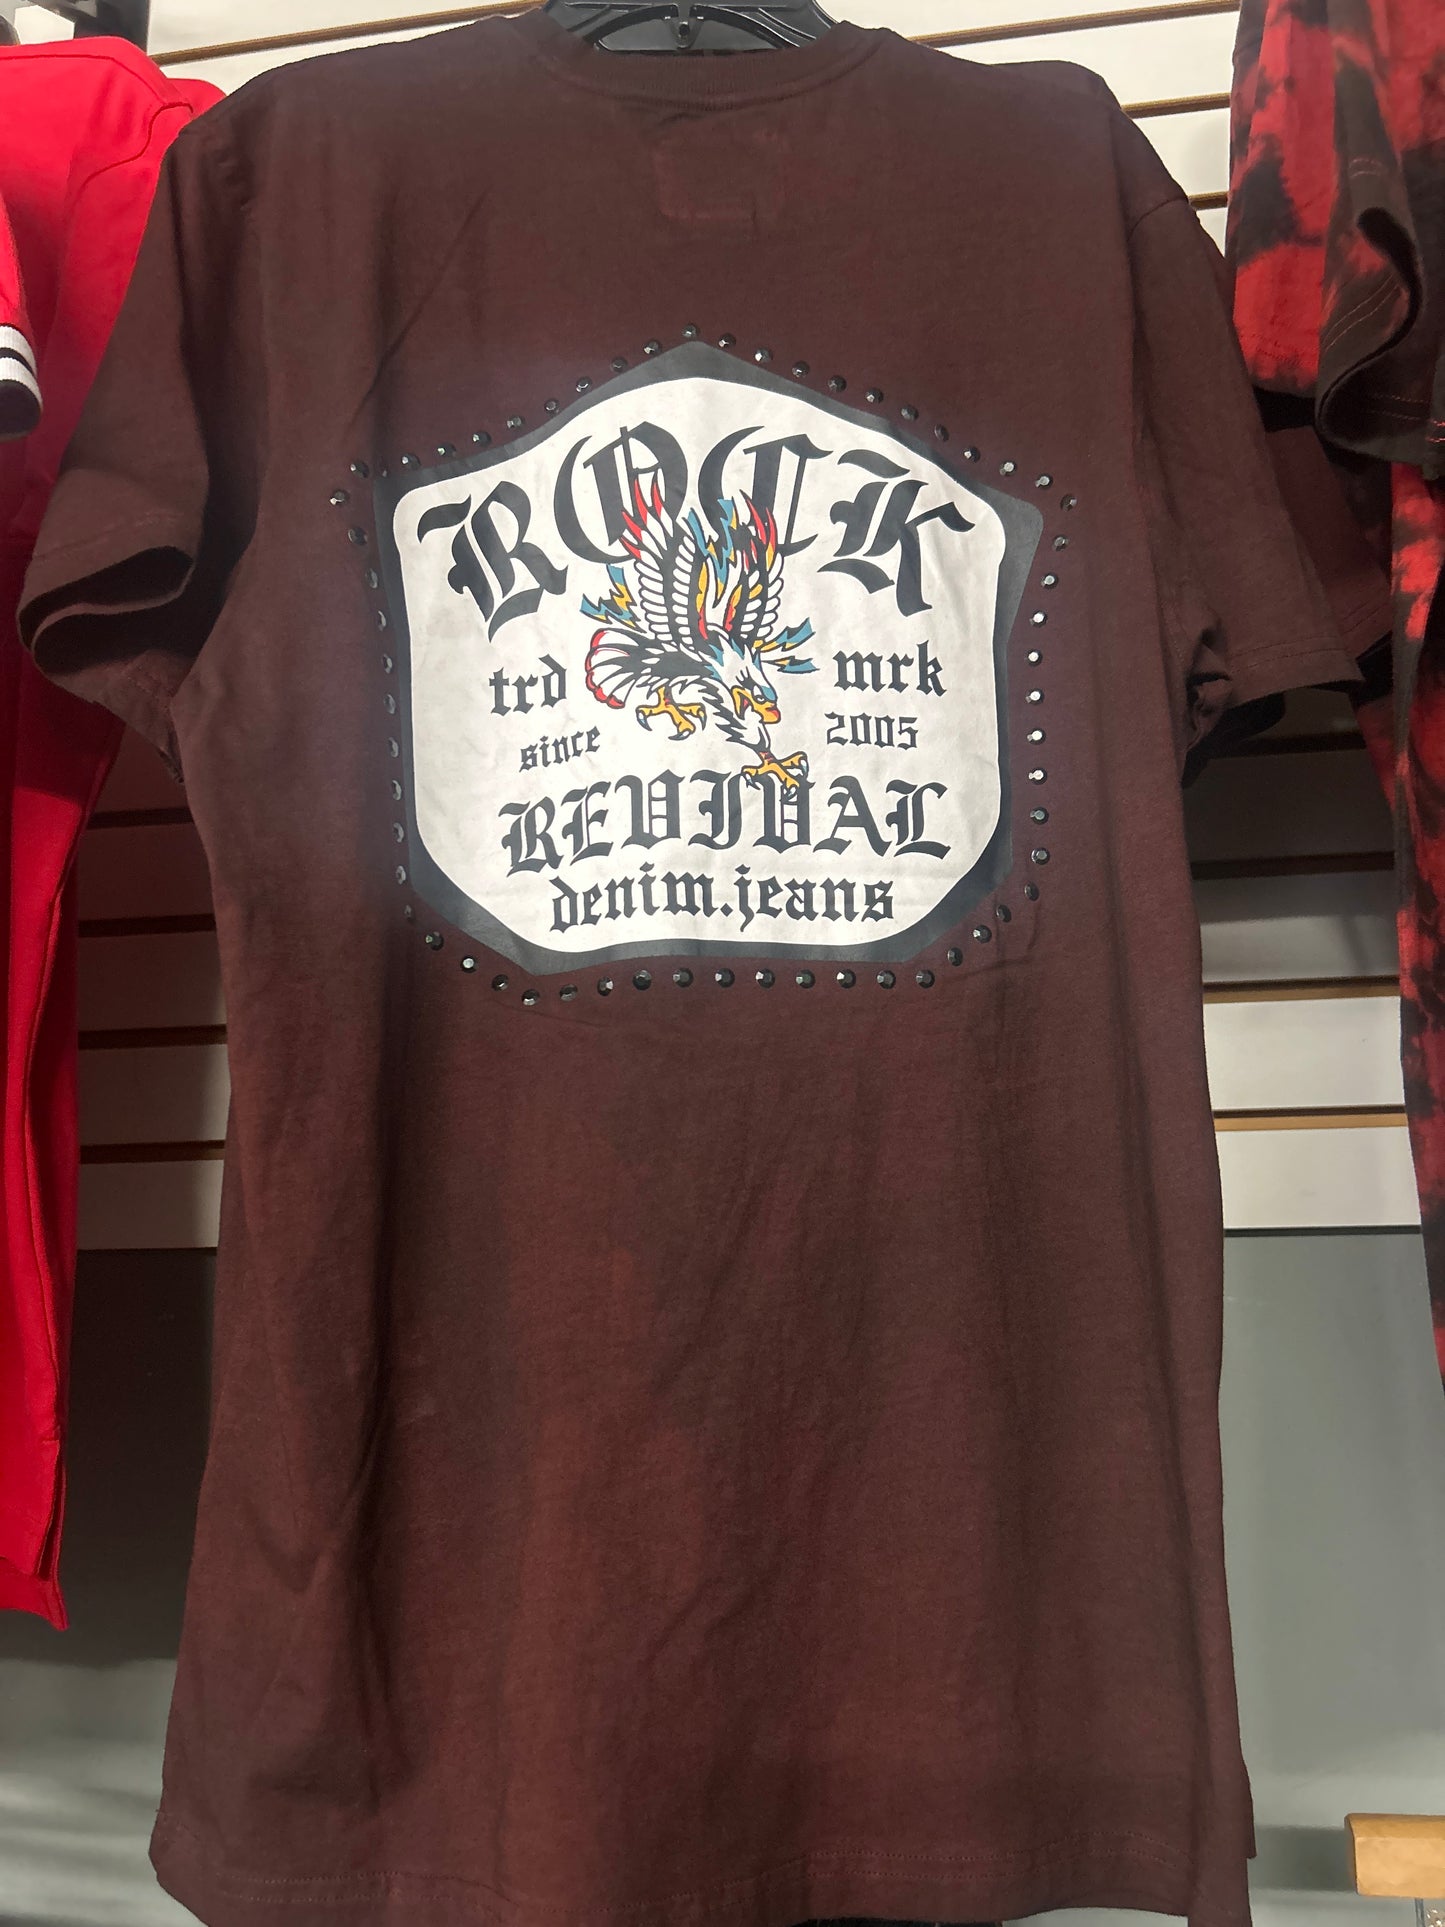 ROCK
trd mrk
since 2005
REVIVAL
denim.jeans